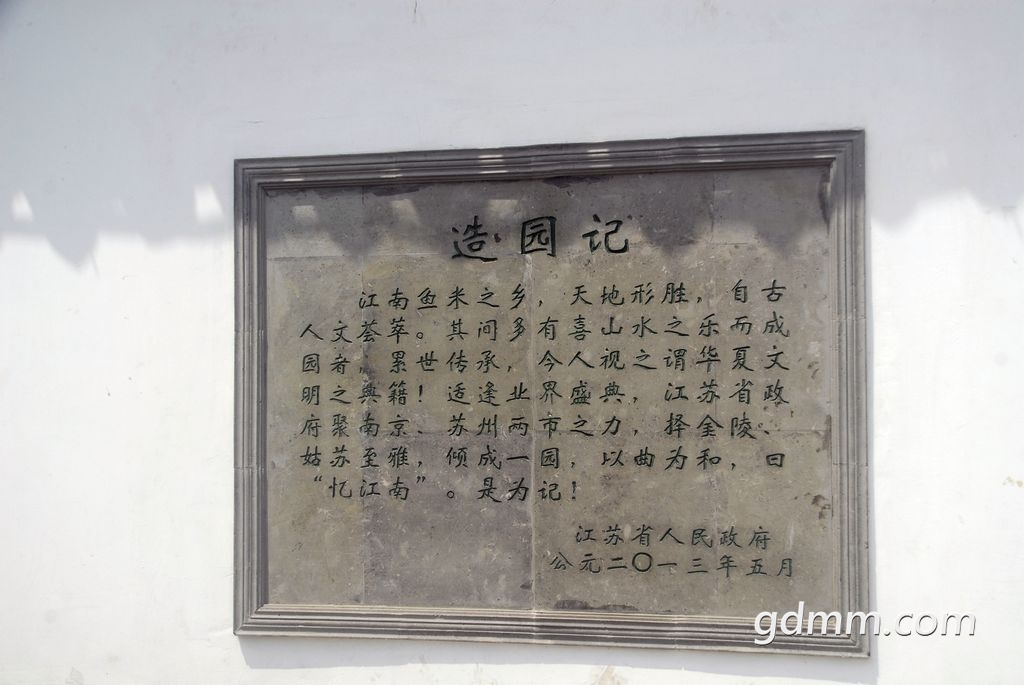 造园记
江南鱼米之乡，天地形胜，自古
人文荟萃。其间多有喜山水之乐而成
园者，累世传承，今人视之谓华夏文
明之典籍！适逢业界盛典，江苏省政
府聚南京、苏州两市之力，择金陵、
姑苏至雅，倾成一园，以曲为和，曰
“忆江南”。是为记！
江苏省人民政府
公元二〇一三年五月
gdmm.com